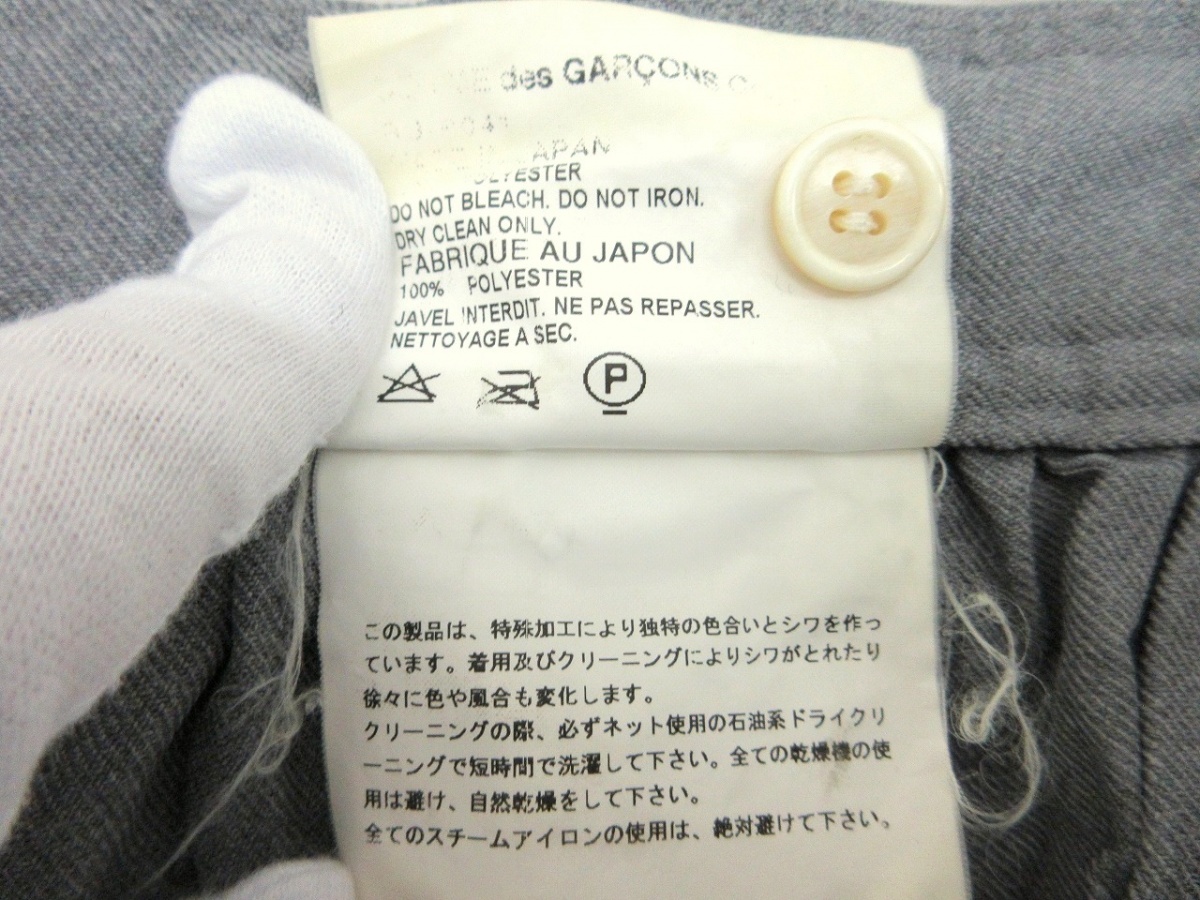 des GARÇONS
JAPAN
POLYESTER
DO NOT BLEACH. DO NOT IRON.
DRY CLEAN ONLY.
FABRIQUE AU JAPON
100% POLYESTER
JAVEL INTERDIT. NE PAS REPASSER.
NETTOYAGE A SEC.
P
この製品は、特殊加工により独特の色合いとシワを作っ
ています。着用及びクリーニングによりシワがとれたり
徐々に色や風合も変化します。
クリーニングの際、必ずネット使用の石油系ドライクリ
ーニングで短時間で洗濯して下さい。全ての乾燥機の使
用は避け、自然乾燥をして下さい。
全てのスチームアイロンの使用は、絶対避けて下さい。